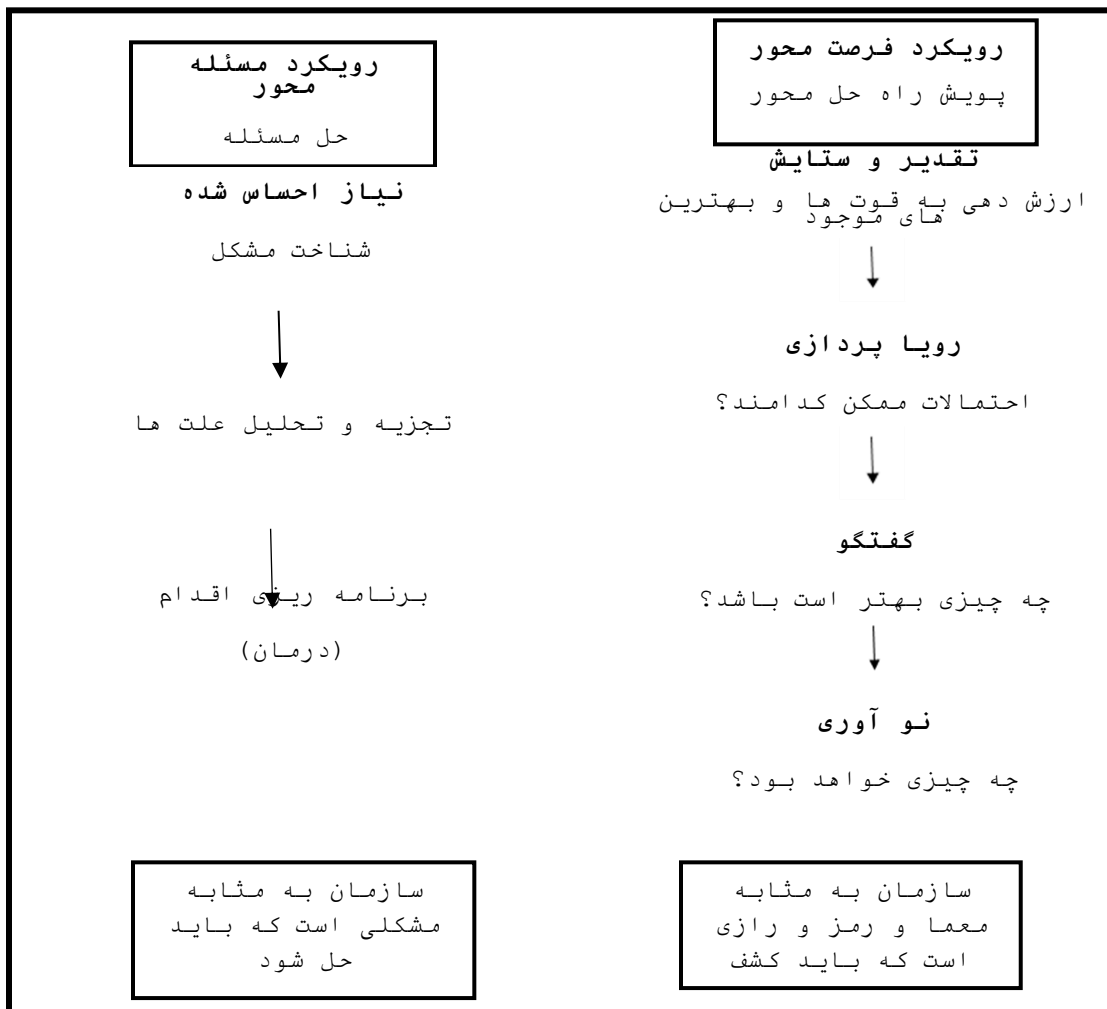 رویکرد فرصت محور
پویش راه حل محور
تقدیر و ستایش
ارزش دهی به قوت ها و بهترین
های موجود
رویا پردازی
احتمالات ممکن کدامند؟
گفتگو
چه چیزی بهتر است باشد؟
نو آوری
چه چیزی خواهد بود؟
سازمان به مثابه
معما و رمز و رازی
است که باید کشف
رویکرد مسئله
محور
حل مسئله
نیاز احساس شده
شناخت مشکل
تجزیه و تحلیل علت ها
برنامه ریزی اقدام
(درمان)
سازمان به مثابه
مشکلی است که باید
حل شود